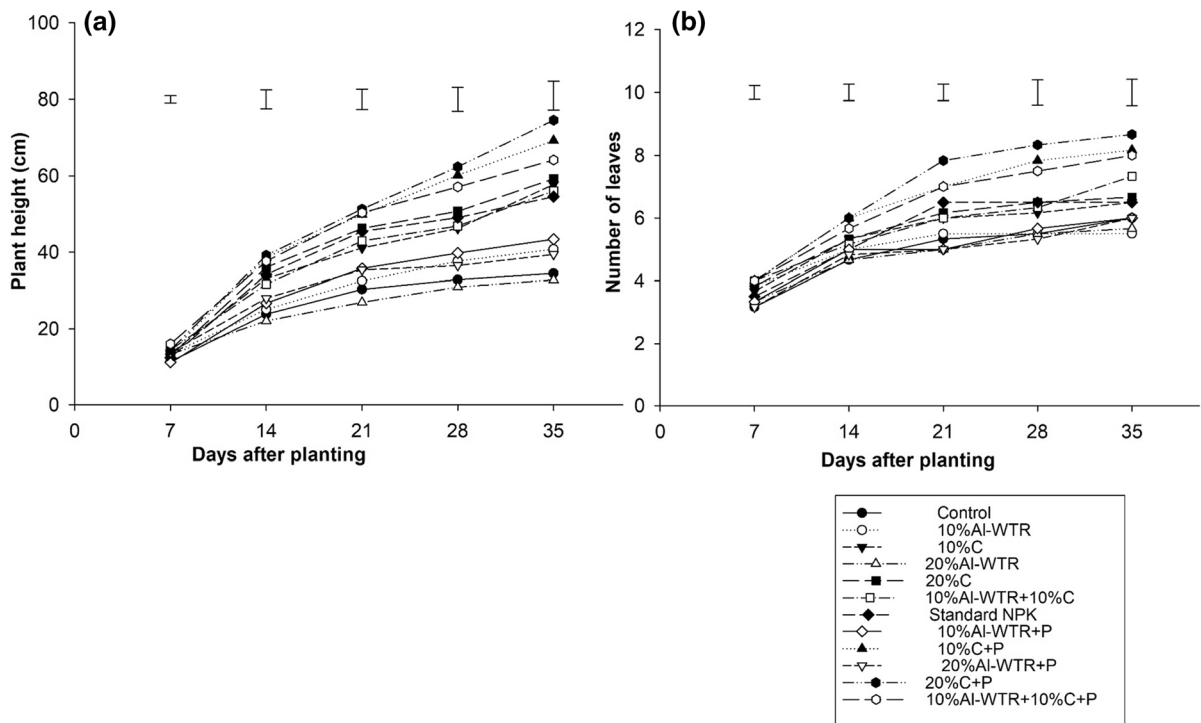 (a)
100
80
60
40
20
0
Plant height (cm)
0 7 14 21 28 35
Days after planting
(b)
12
10
8
6
4
2
0
Number of leaves
0 7 14 21 28 35
Days after planting
Control
10%Al-WTR
10%C
20%Al-WTR
20%C
10%Al-WTR+10%C
Standard NPK
10%Al-WTR+P
10%C+P
20%Al-WTR+P
20%C+P
10%Al-WTR+10%C+P